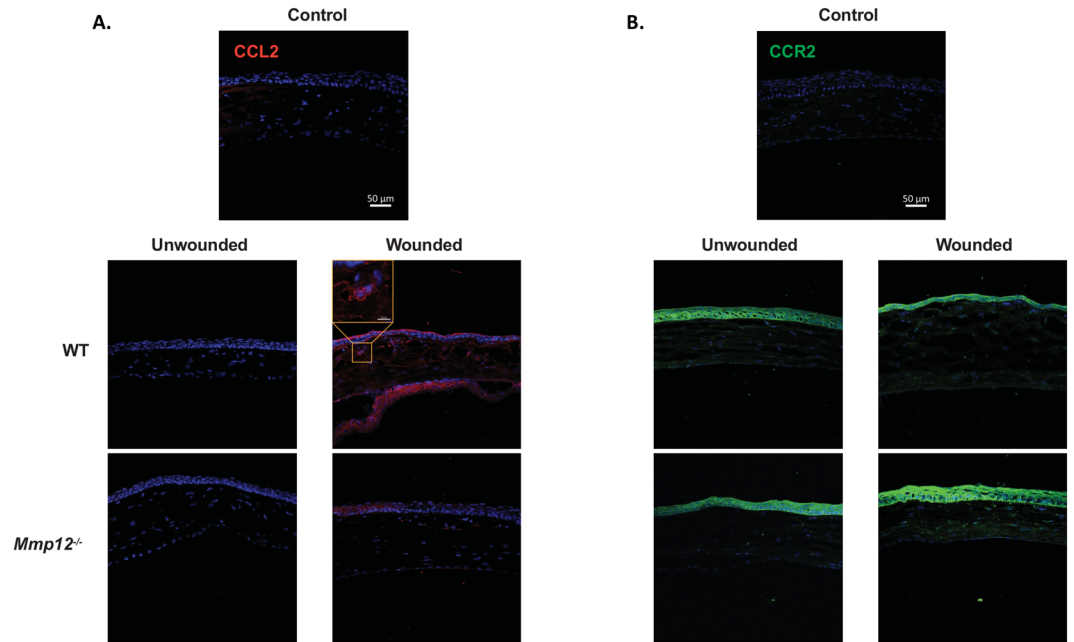 A.
Control
CCL2
50 µm
Unwounded
Wounded
WT
Mmp12-/-
B.
Control
CCR2
50 µm
Unwounded
Wounded